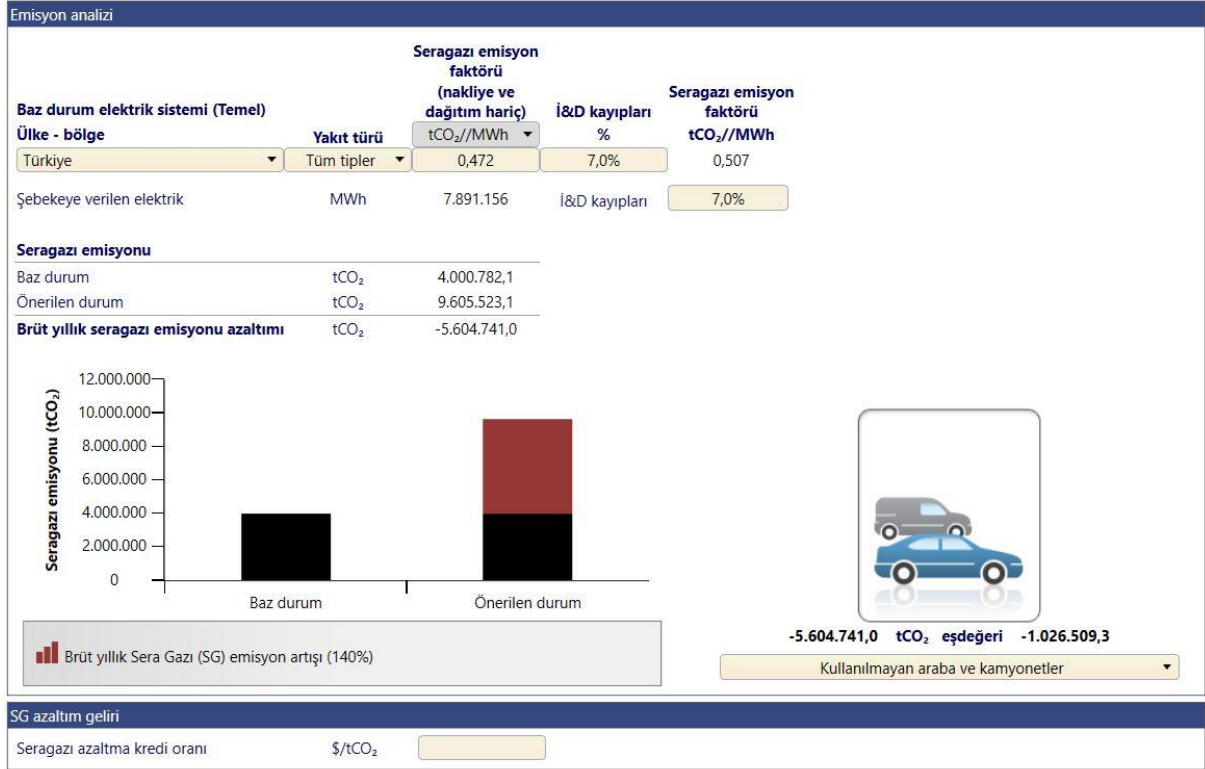 Emisyon analizi
Seragazı emisyon
faktörü
(nakliye ve
dağıtım hariç)
Seragazı emisyon
faktörü
Baz durum elektrik sistemi (Temel)
İ&D kayıpları
Ülke - bölge Yakıt türü tCO₂//MWh % tCO₂//MWh
Türkiye Tüm tipler 0,472 7,0% 0,507
Şebekeye verilen elektrik MWh 7.891.156 İ&D kayıpları 7,0%
Seragazı emisyonu
Baz durum tCO₂ 4.000.782,1
Önerilen durum tCO₂ 9.605.523,1
Brüt yıllık seragazı emisyonu azaltımı tCO₂ -5.604.741,0
Seragazı emisyonu (tCO₂)
12.000.000
10.000.000
8.000.000
6.000.000
4.000.000
2.000.000
0
Baz durum Önerilen durum
Brüt yıllık Sera Gazı (SG) emisyon artışı (140%)
-5.604.741,0 tCO₂ eşdeğeri -1.026.509,3
Kullanılmayan araba ve kamyonetler
SG azaltım geliri
Seragazı azaltma kredi oranı $/tCO₂